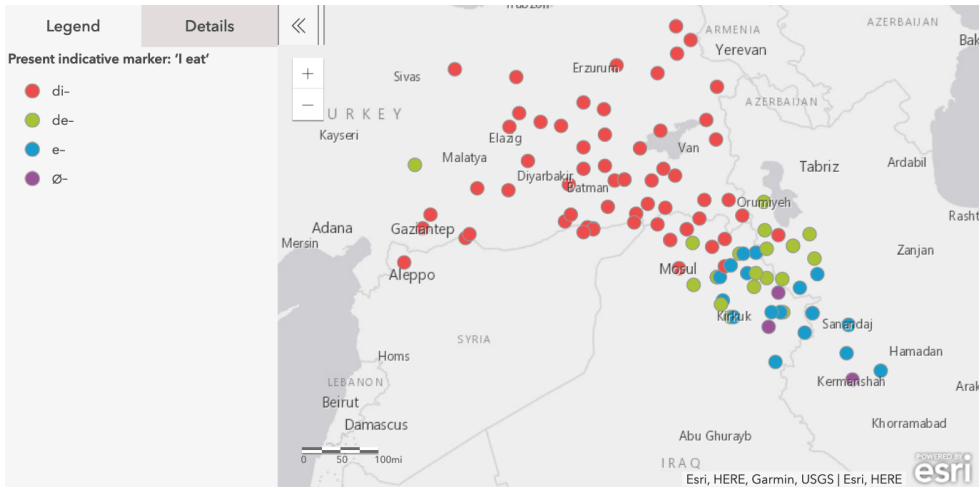 Legend
Details
Present indicative marker: ‘I eat’
di–
de–
e–
Ø–
+
−
ARMENIA
AZERBAIJAN
Yerevan
Sivas
Erzurum
AZERBAIJAN
URKEY
Kayseri
Elazig
Van
Malatya
Tabriz
Ardabil
Diyarbakir
Batman
Orumiyeh
Rasht
Adana
Gaziantep
Mersin
Zanjan
Aleppo
Mosul
Kirkuk
Sanandaj
SYRIA
Homs
Hamadan
LEBANON
Kermanshah
Beirut
Damascus
Khorramabad
Abu Ghurayb
0 50 100mi
IRAQ
POWERED BY
esri
Esri, HERE, Garmin, USGS | Esri, HERE